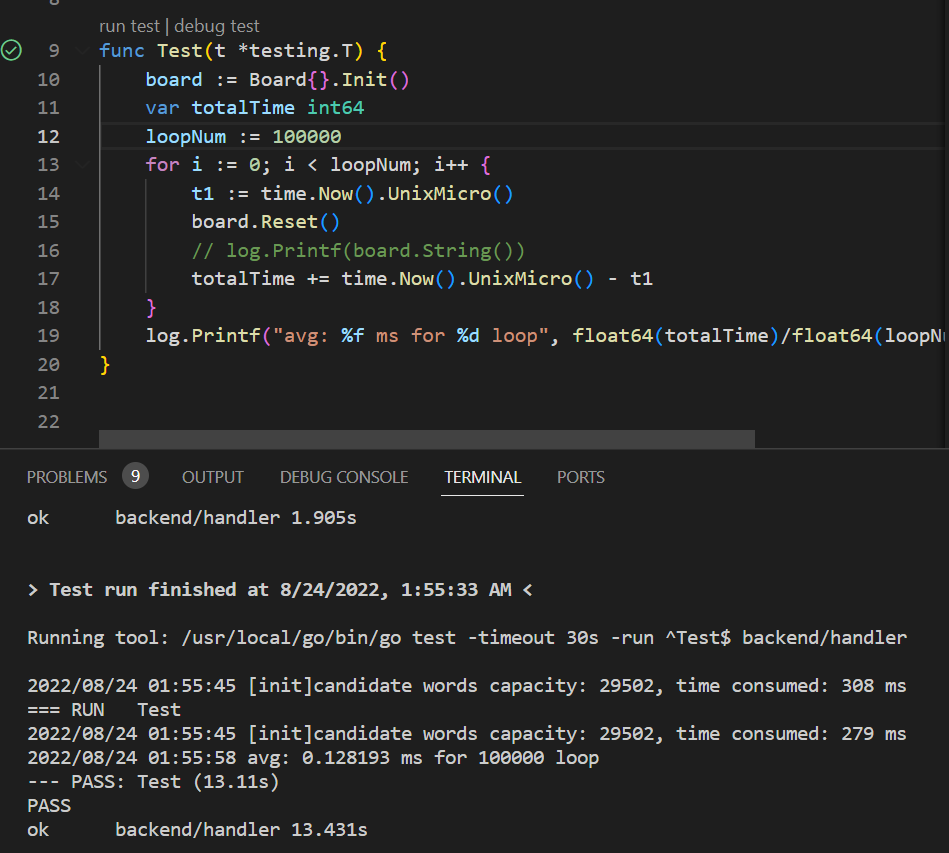 8
run test | debug test
9 func Test(t *testing.T) {
10 board := Board{}.Init()
11 var totalTime int64
12 loopNum := 100000
13 for i := 0; i < loopNum; i++ {
14 t1 := time.Now().UnixMicro()
15 board.Reset()
16 // log.Printf(board.String())
17 totalTime += time.Now().UnixMicro() - t1
18 }
19 log.Printf("avg: %f ms for %d loop", float64(totalTime)/float64(loopN
20 }
21
22
PROBLEMS 9 OUTPUT DEBUG CONSOLE TERMINAL PORTS
ok backend/handler 1.905s
> Test run finished at 8/24/2022, 1:55:33 AM <
Running tool: /usr/local/go/bin/go test -timeout 30s -run ^Test$ backend/handler
2022/08/24 01:55:45 [init]candidate words capacity: 29502, time consumed: 308 ms
=== RUN Test
2022/08/24 01:55:45 [init]candidate words capacity: 29502, time consumed: 279 ms
2022/08/24 01:55:58 avg: 0.128193 ms for 100000 loop
--- PASS: Test (13.11s)
PASS
ok backend/handler 13.431s